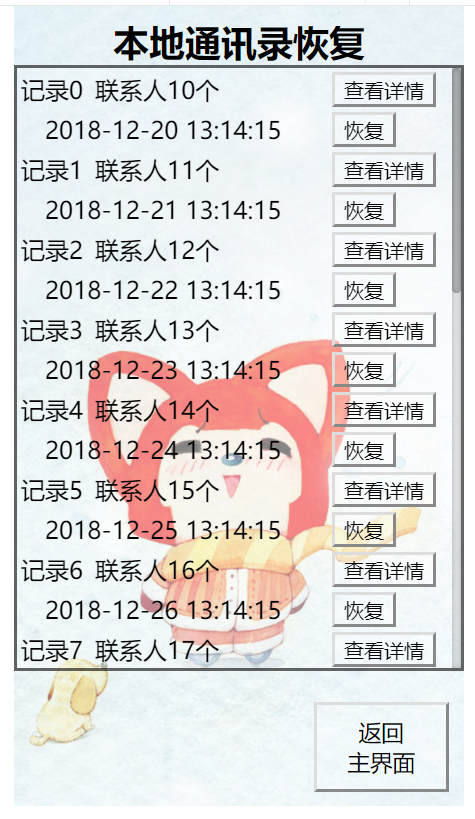 本地通讯录恢复
记录0 联系人10个 查看详情
2018-12-20 13:14:15 恢复
记录1 联系人11个 查看详情
2018-12-21 13:14:15 恢复
记录2 联系人12个 查看详情
2018-12-22 13:14:15 恢复
记录3 联系人13个 查看详情
2018-12-23 13:14:15 恢复
记录4 联系人14个 查看详情
2018-12-24 13:14:15 恢复
记录5 联系人15个 查看详情
2018-12-25 13:14:15 恢复
记录6 联系人16个 查看详情
2018-12-26 13:14:15 恢复
记录7 联系人17个 查看详情
返回
主界面